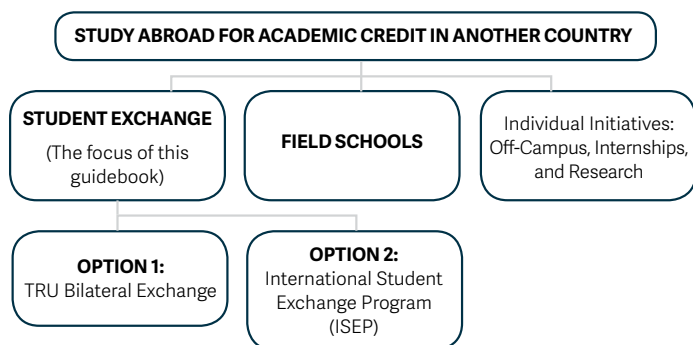 STUDY ABROAD FOR ACADEMIC CREDIT IN ANOTHER COUNTRY
STUDENT EXCHANGE
(The focus of this
guidebook)
FIELD SCHOOLS
Individual Initiatives:
Off-Campus, Internships,
and Research
OPTION 1:
TRU Bilateral Exchange
OPTION 2:
International Student
Exchange Program
(ISEP)